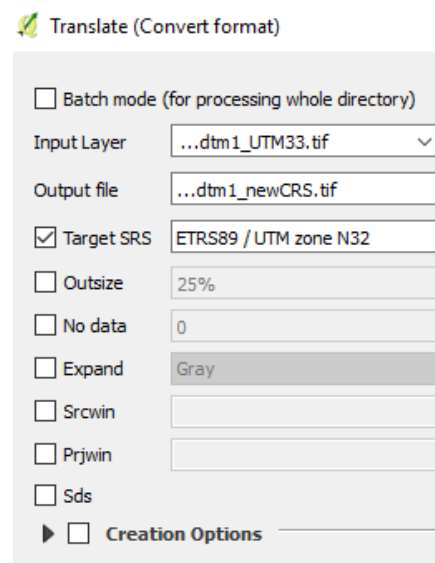 Translate (Convert format)
Batch mode (for processing whole directory)
Input Layer ...dtm1_UTM33.tif
Output file ...dtm1_newCRS.tif
Target SRS ETRS89 / UTM zone N32
Outsize 25%
No data 0
Expand Gray
Srcwin
Prjwin
Sds
Creation Options